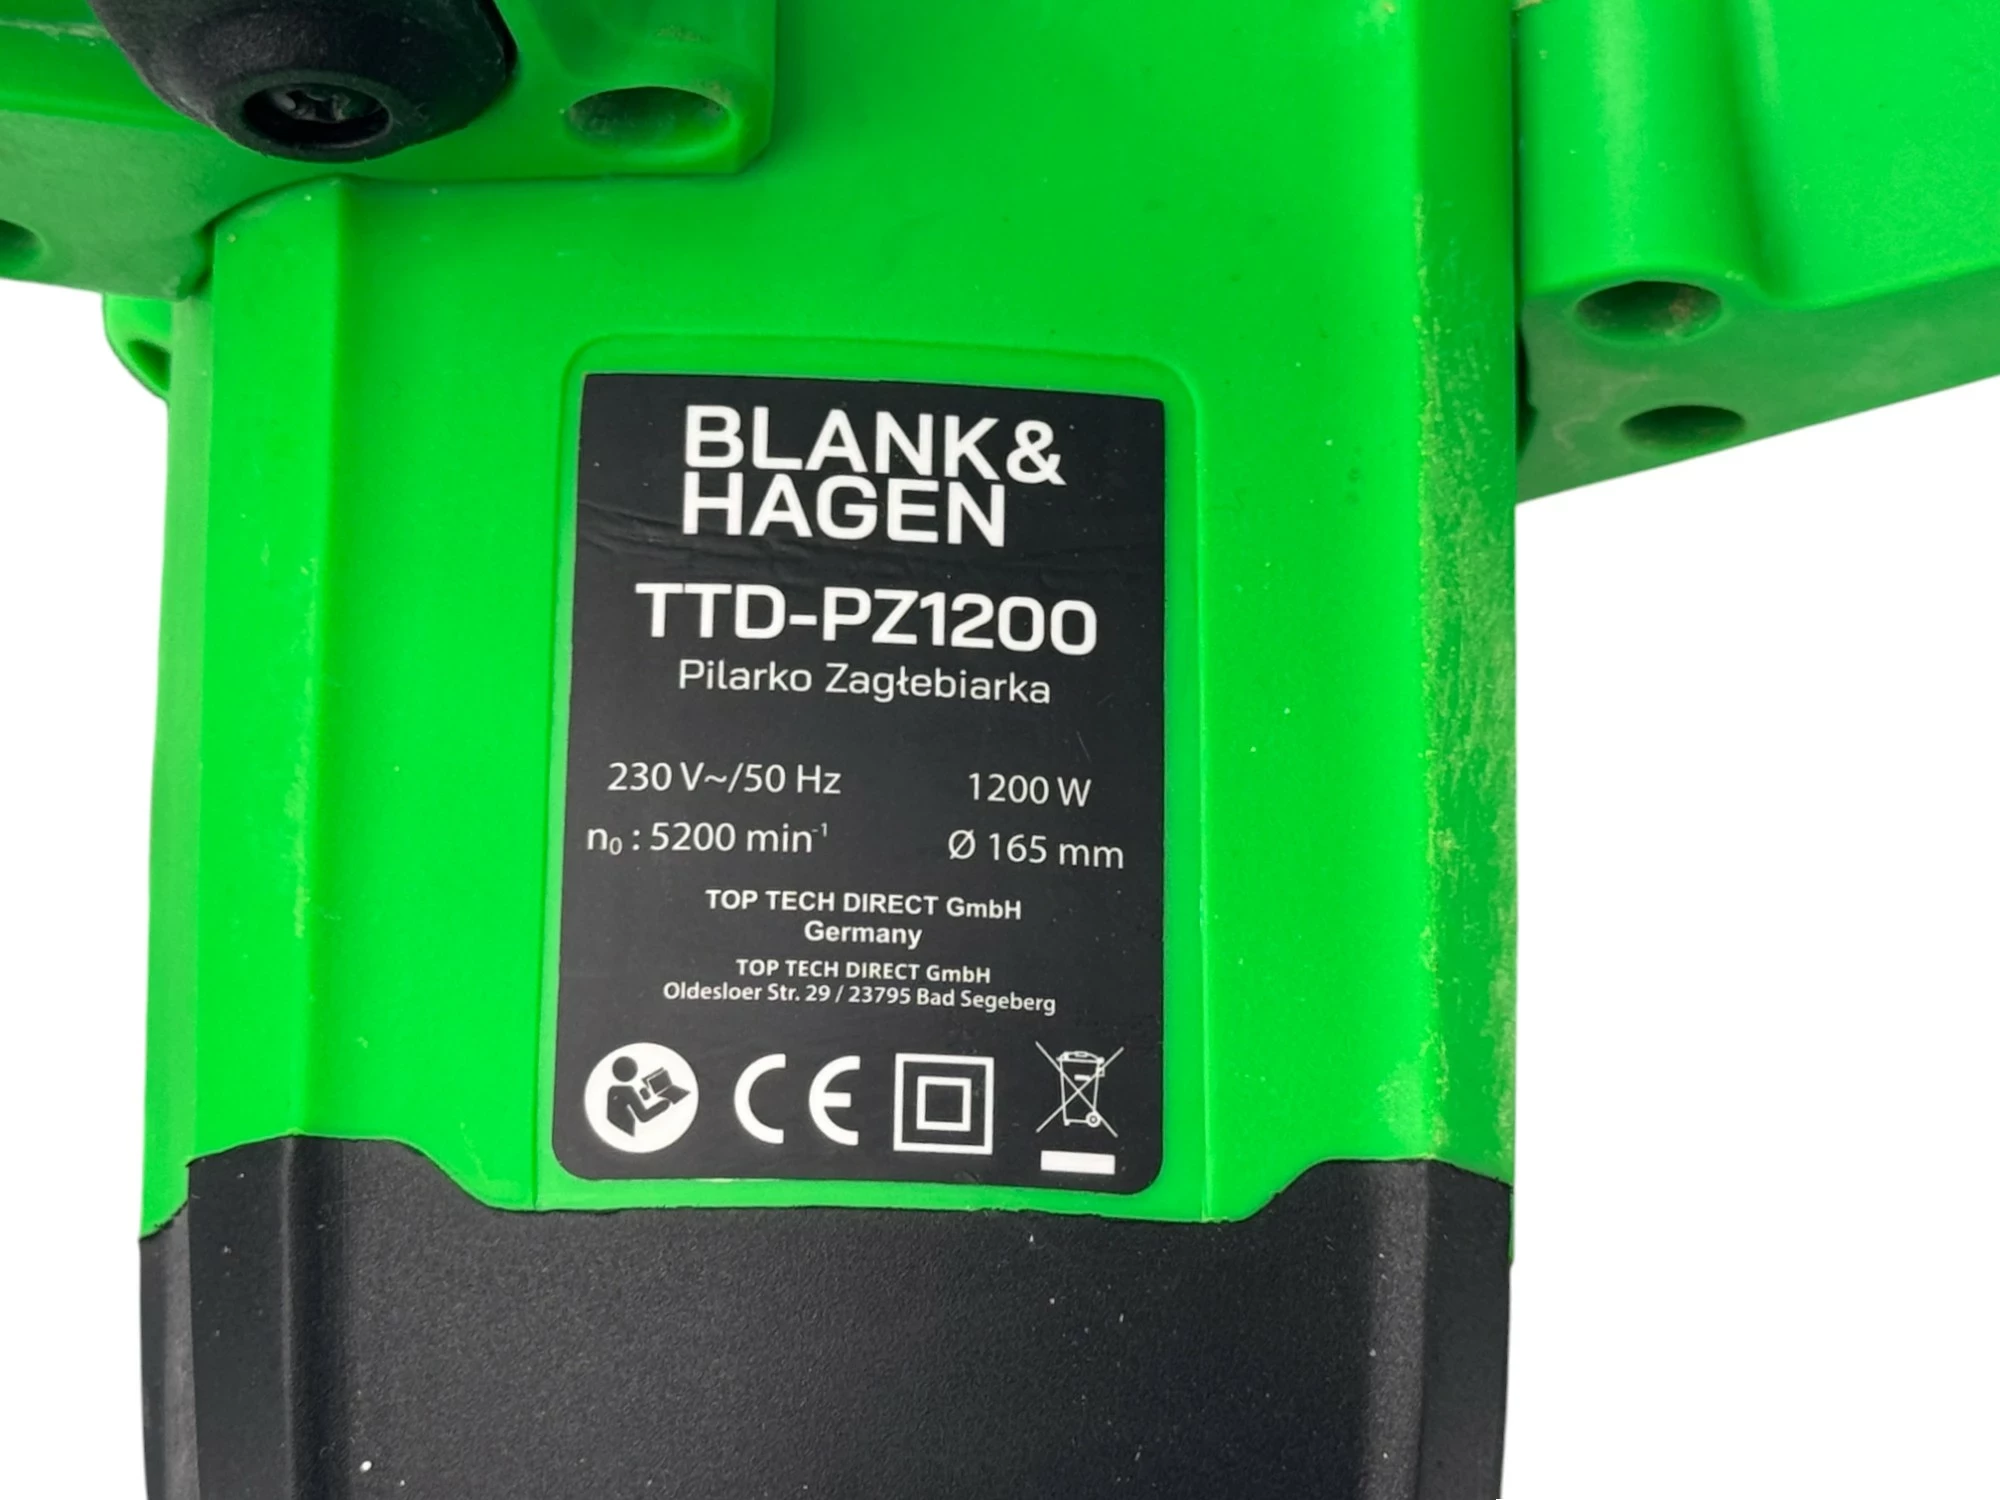 BLANK&
HAGEN
TTD-PZ1200
Pilarko Zagłebiarka
230 V~/50 Hz 1200 W
n₀ : 5200 min⁻¹ Ø 165 mm
TOP TECH DIRECT GmbH
Germany
TOP TECH DIRECT GmbH
Oldesloer Str. 29 / 23795 Bad Segeberg
CE